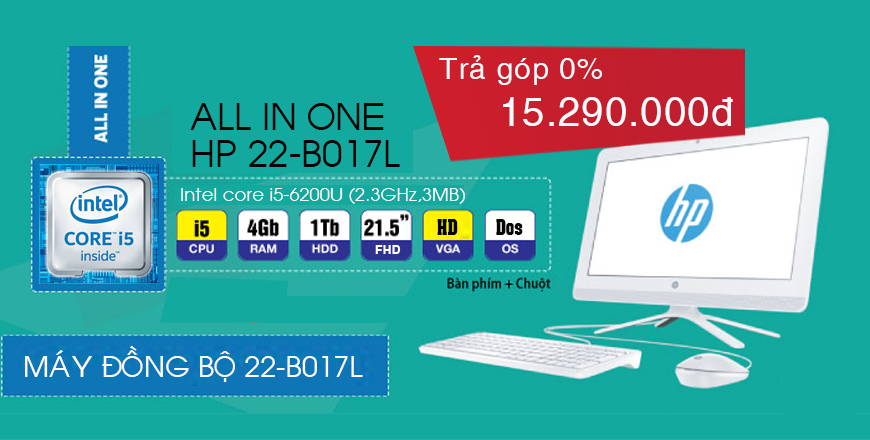 ALL IN ONE
Trả góp 0%
15.290.000đ
ALL IN ONE
HP 22-B017L
intel
CORE™ i5
inside™
Intel core i5-6200U (2.3GHz,3MB)
i5 4Gb 1Tb 21.5" HD Dos
CPU RAM HDD FHD VGA OS
Bàn phím + Chuột
hp
MÁY ĐỒNG BỘ 22-B017L